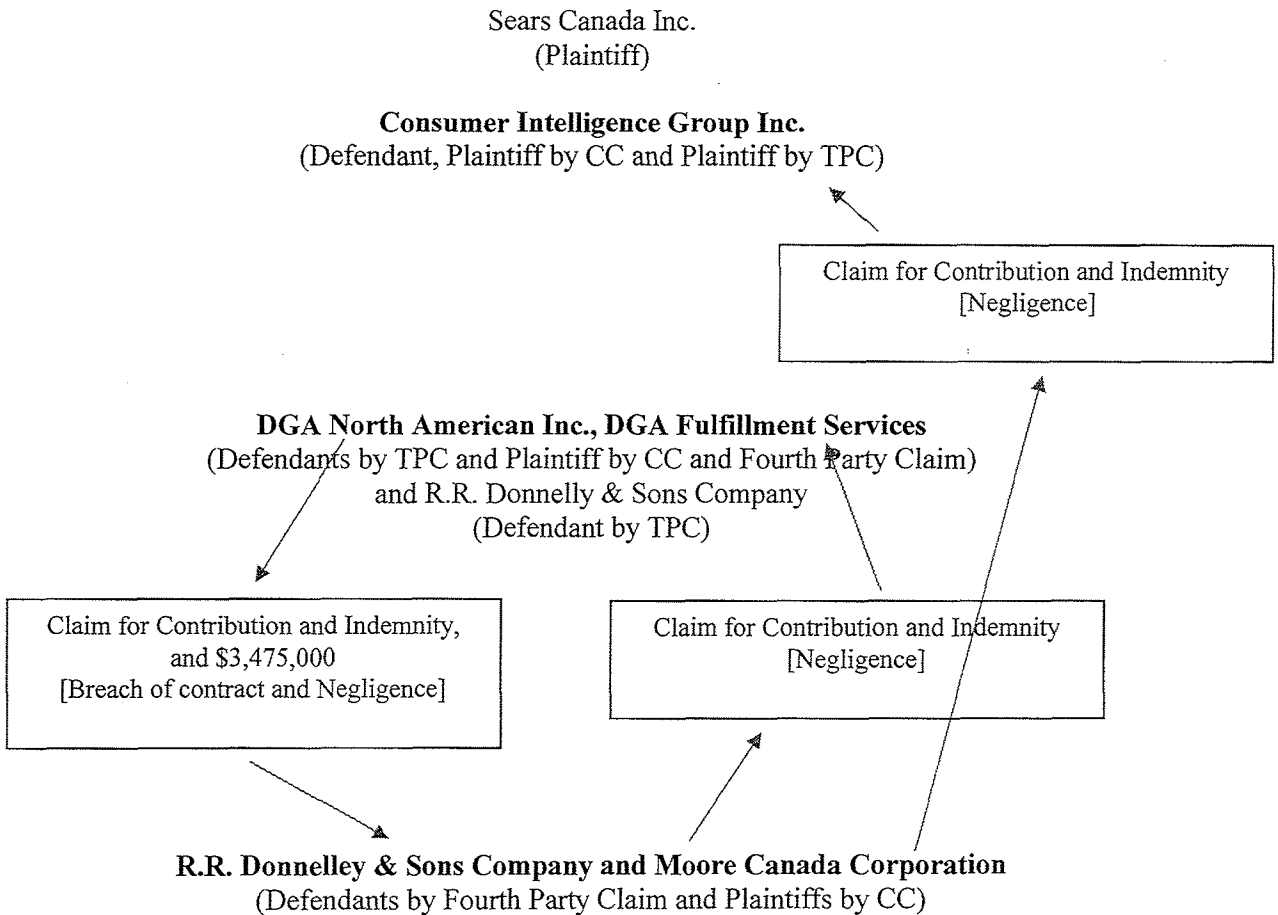 Sears Canada Inc.
(Plaintiff)
Consumer Intelligence Group Inc.
(Defendant, Plaintiff by CC and Plaintiff by TPC)
Claim for Contribution and Indemnity
[Negligence]
DGA North American Inc., DGA Fulfillment Services
(Defendants by TPC and Plaintiff by CC and Fourth Party Claim)
and R.R. Donnelly & Sons Company
(Defendant by TPC)
Claim for Contribution and Indemnity,
and $3,475,000
[Breach of contract and Negligence]
Claim for Contribution and Indemnity
[Negligence]
R.R. Donnelley & Sons Company and Moore Canada Corporation
(Defendants by Fourth Party Claim and Plaintiffs by CC)